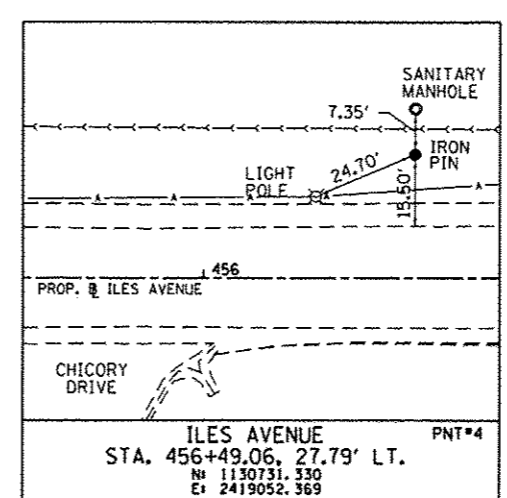 SANITARY
MANHOLE
7.35'
IRON
PIN
24.70'
LIGHT
POLE
15.50'
456
PROP. ℄ ILES AVENUE
CHICORY
DRIVE
ILES AVENUE
PNT#4
STA. 456+49.06, 27.79' LT.
N: 1130731.330
E: 2419052.369